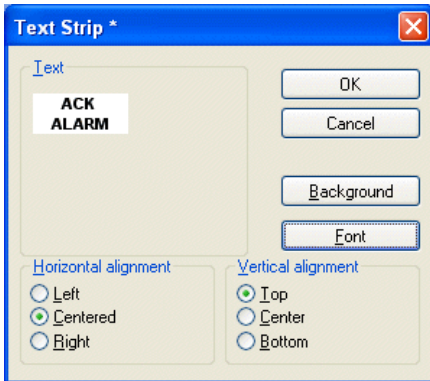 Text Strip *
Text
ACK
ALARM
OK
Cancel
Background
Font
Horizontal alignment
Left
Centered
Right
Vertical alignment
Top
Center
Bottom